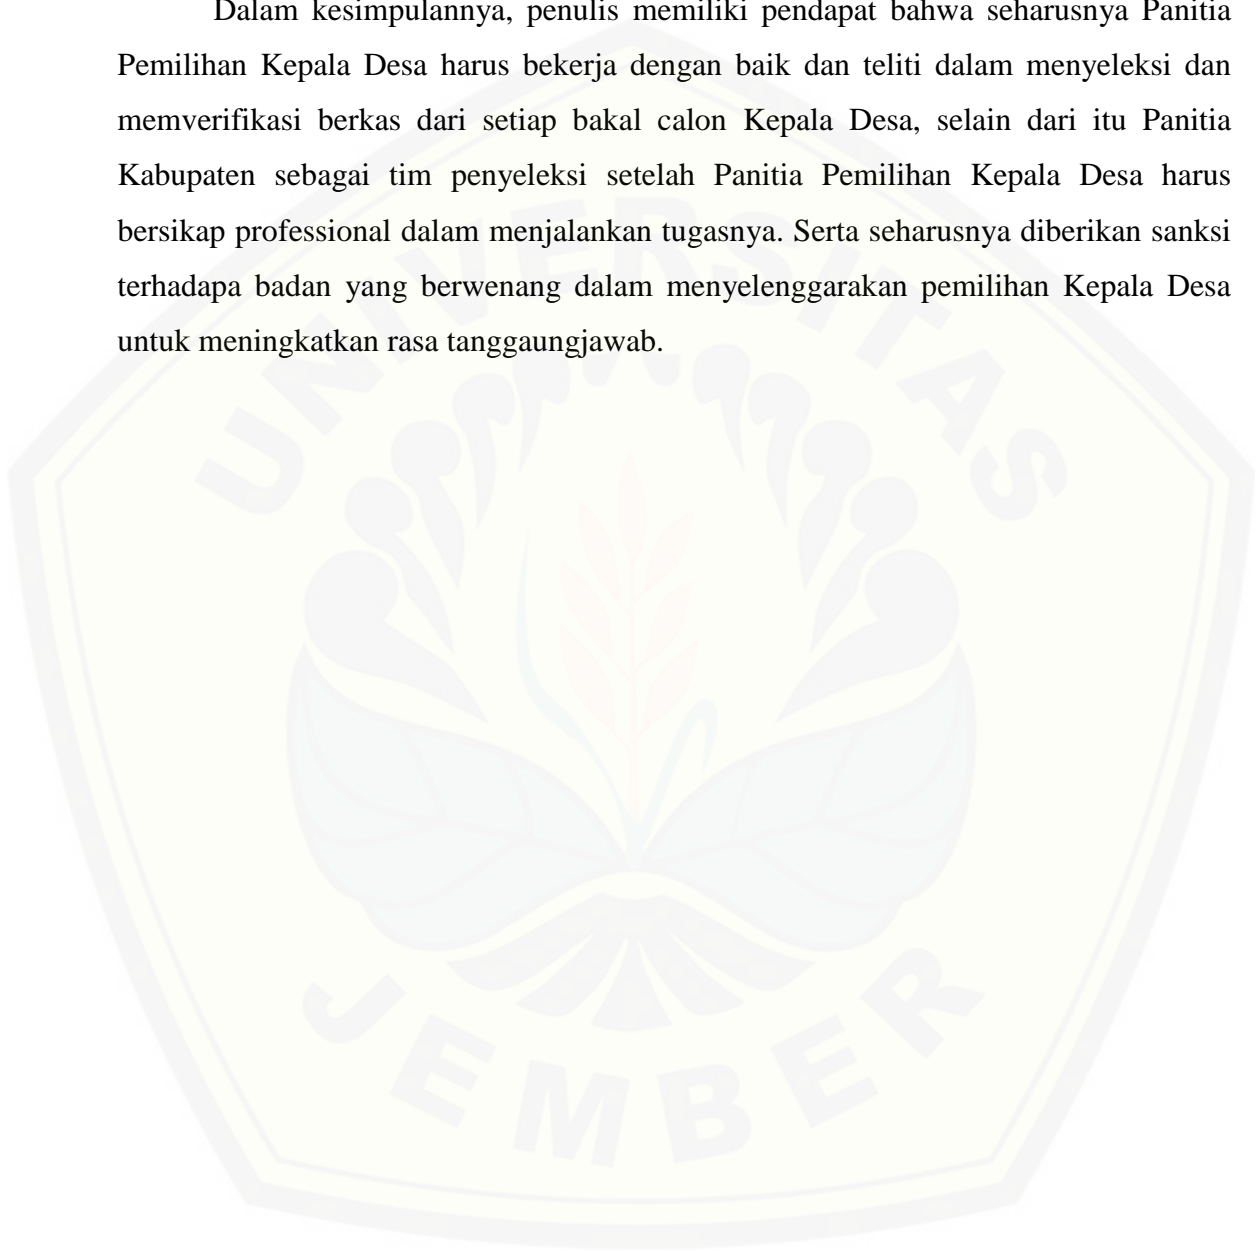 Dalam kesimpulannya, penulis memiliki pendapat bahwa seharusnya Panitia
Pemilihan Kepala Desa harus bekerja dengan baik dan teliti dalam menyeleksi dan
memverifikasi berkas dari setiap bakal calon Kepala Desa, selain dari itu Panitia
Kabupaten sebagai tim penyeleksi setelah Panitia Pemilihan Kepala Desa harus
bersikap professional dalam menjalankan tugasnya. Serta seharusnya diberikan sanksi
terhadapa badan yang berwenang dalam menyelenggarakan pemilihan Kepala Desa
untuk meningkatkan rasa tanggaungjawab.
UNIVERSITAS
JEMBER